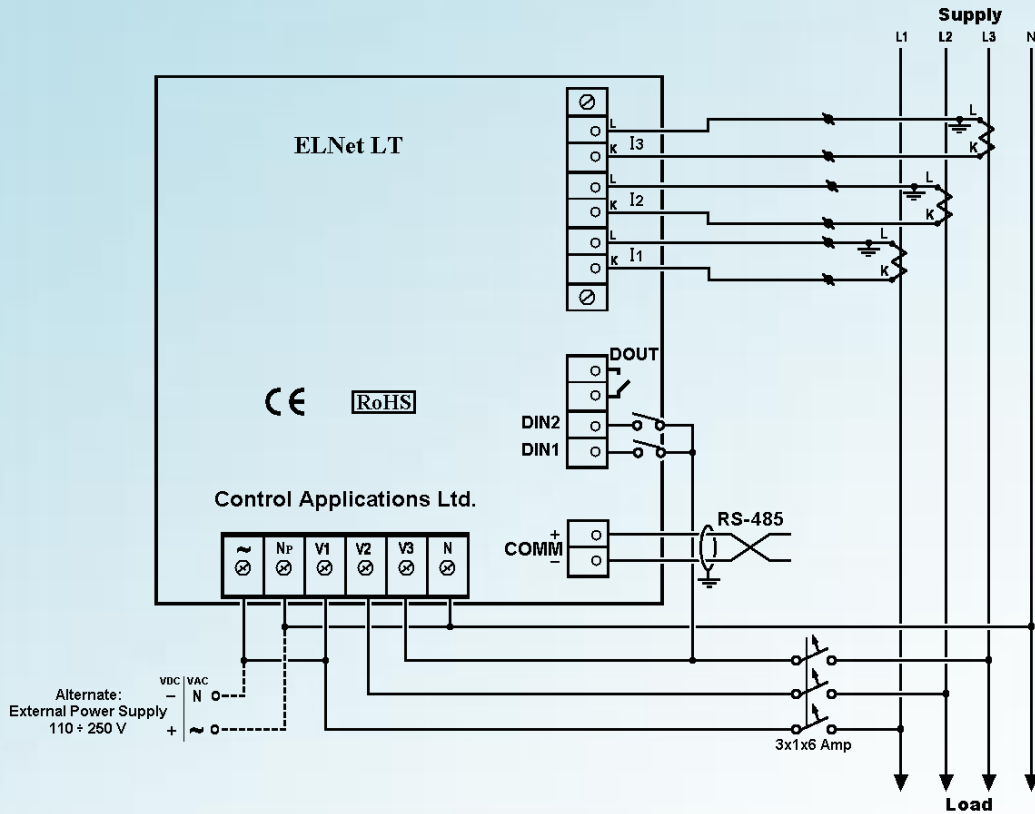 Supply
L1 L2 L3 N
ELNet LT
L
K I3
L
K
L
K I2
L
K
L
K I1
L
K
DOUT
CE RoHS
DIN2
DIN1
Control Applications Ltd.
RS-485
+
COMM
−
~ NP V1 V2 V3 N
Alternate:
External Power Supply
110 ÷ 250 V
VDC VAC
− N
+ ~
3x1x6 Amp
Load